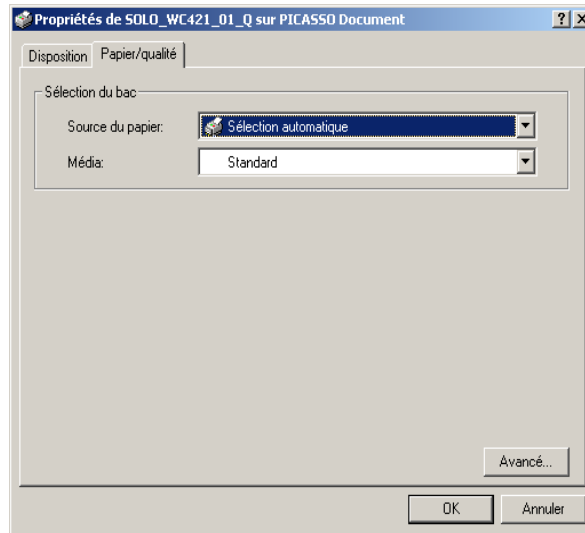 Propriétés de SOLO_WC421_01_Q sur PICASSO Document
Disposition Papier/qualité
Sélection du bac
Source du papier: Sélection automatique
Média: Standard
Avancé...
OK Annuler